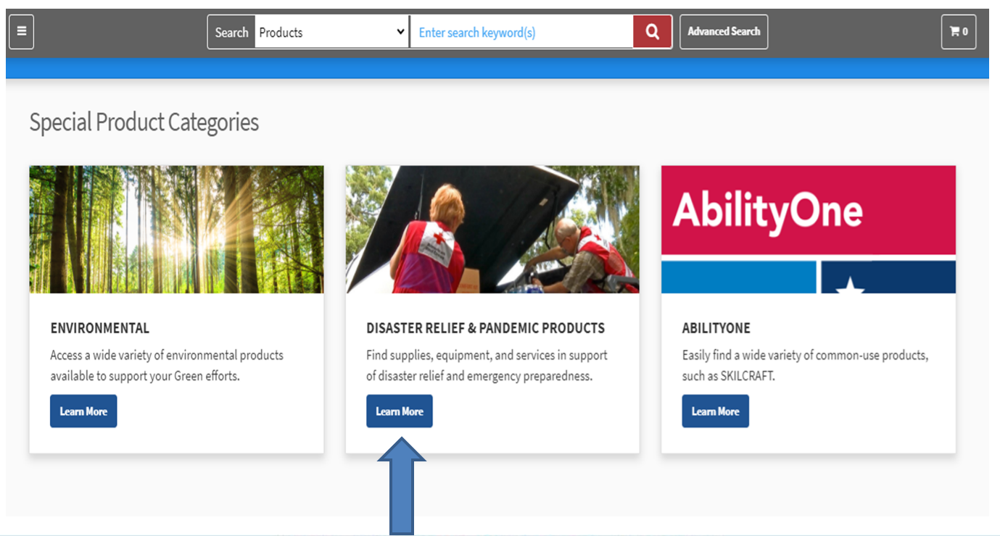 Search Products Enter search keyword(s) Advanced Search 0
Special Product Categories
AbilityOne
ENVIRONMENTAL
Access a wide variety of environmental products
available to support your Green efforts.
Learn More
DISASTER RELIEF & PANDEMIC PRODUCTS
Find supplies, equipment, and services in support
of disaster relief and emergency preparedness.
Learn More
ABILITYONE
Easily find a wide variety of common-use products,
such as SKILCRAFT.
Learn More